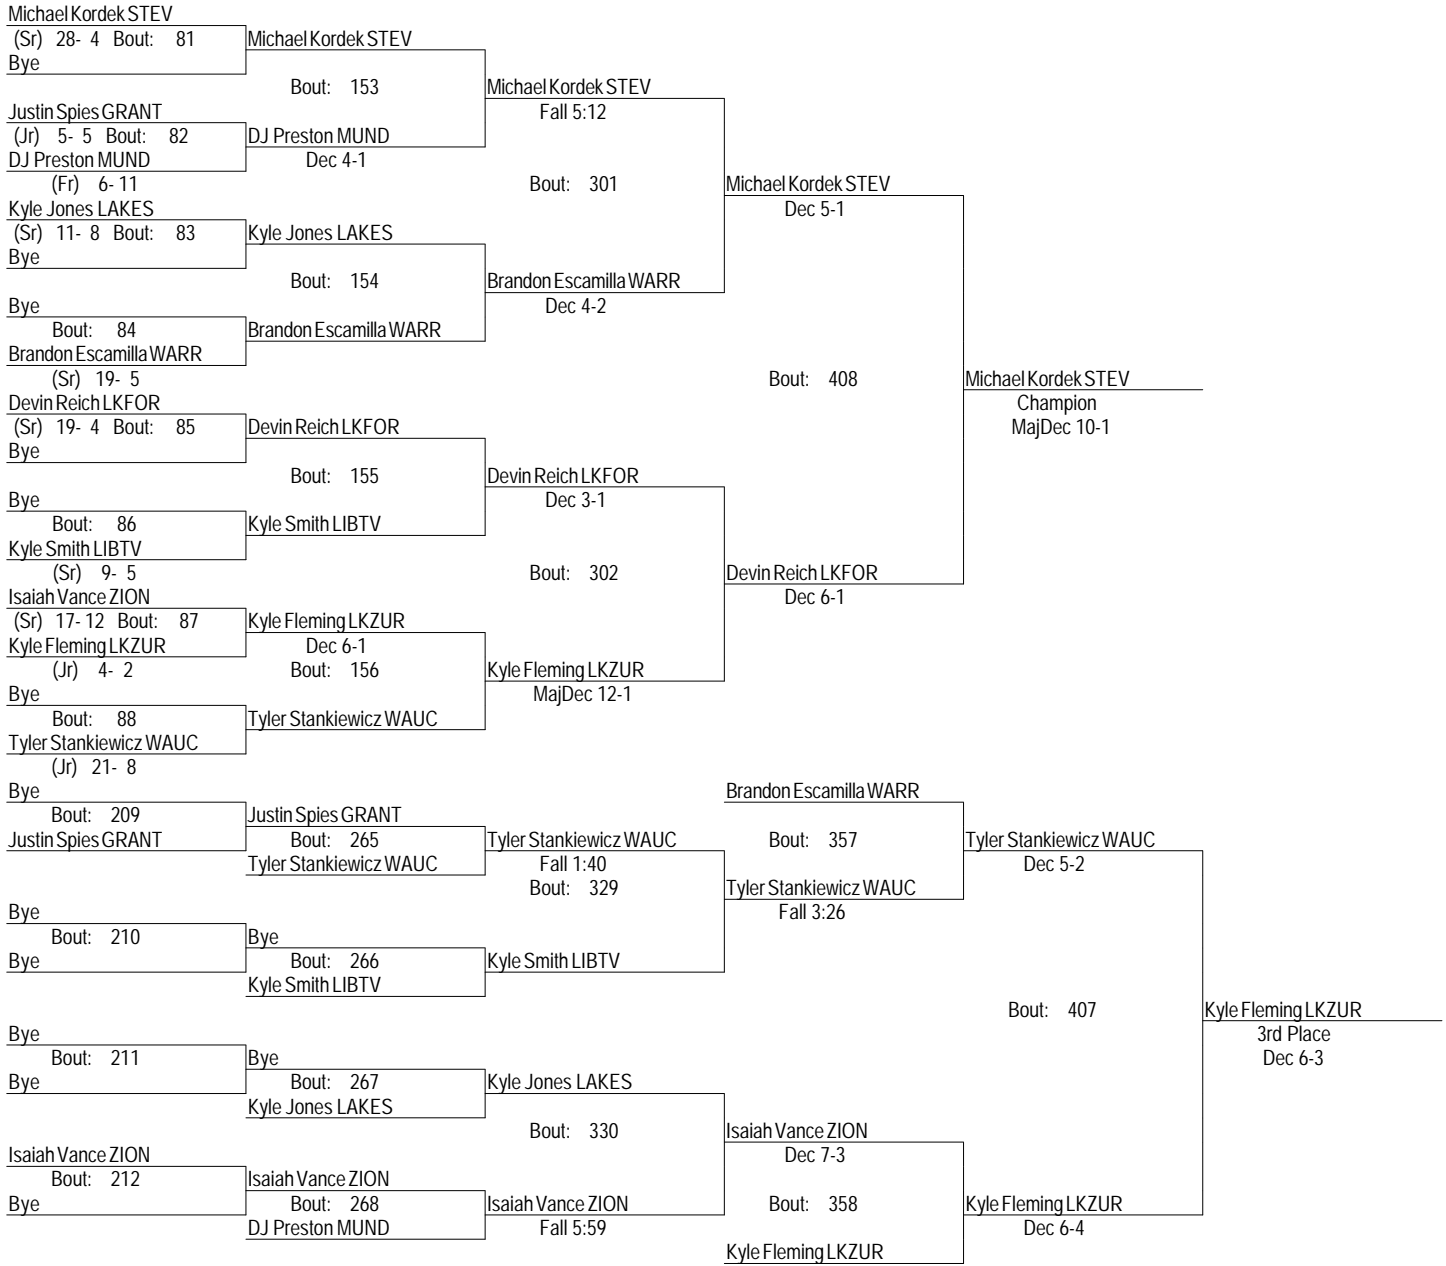 Michael Kordek STEV
(Sr) 28- 4 Bout: 81 Michael Kordek STEV
Bye
Bout: 153 Michael Kordek STEV
Justin Spies GRANT Fall 5:12
(Jr) 5- 5 Bout: 82 DJ Preston MUND
DJ Preston MUND Dec 4-1
(Fr) 6- 11 Bout: 301 Michael Kordek STEV
Kyle Jones LAKES Dec 5-1
(Sr) 11- 8 Bout: 83 Kyle Jones LAKES
Bye
Bout: 154 Brandon Escamilla WARR
Bye Dec 4-2
Bout: 84 Brandon Escamilla WARR
Brandon Escamilla WARR
(Sr) 19- 5 Bout: 408 Michael Kordek STEV
Devin Reich LKFOR Champion
(Sr) 19- 4 Bout: 85 Devin Reich LKFOR MajDec 10-1
Bye
Bout: 155 Devin Reich LKFOR
Bye Dec 3-1
Bout: 86 Kyle Smith LIBTV
Kyle Smith LIBTV
(Sr) 9- 5 Bout: 302 Devin Reich LKFOR
Isaiah Vance ZION Dec 6-1
(Sr) 17- 12 Bout: 87 Kyle Fleming LKZUR
Kyle Fleming LKZUR Dec 6-1
(Jr) 4- 2 Bout: 156 Kyle Fleming LKZUR
Bye MajDec 12-1
Bout: 88 Tyler Stankiewicz WAUC
Tyler Stankiewicz WAUC
(Jr) 21- 8
Bye Brandon Escamilla WARR
Bout: 209 Justin Spies GRANT
Justin Spies GRANT Bout: 265 Tyler Stankiewicz WAUC Bout: 357 Tyler Stankiewicz WAUC
Tyler Stankiewicz WAUC Fall 1:40 Dec 5-2
Bout: 329 Tyler Stankiewicz WAUC
Bye Fall 3:26
Bout: 210 Bye
Bye Bout: 266 Kyle Smith LIBTV
Kyle Smith LIBTV
Bout: 407 Kyle Fleming LKZUR
Bye 3rd Place
Bout: 211 Bye Dec 6-3
Bye Bout: 267 Kyle Jones LAKES
Kyle Jones LAKES
Bout: 330 Isaiah Vance ZION
Isaiah Vance ZION Dec 7-3
Bout: 212 Isaiah Vance ZION
Bye Bout: 268 Isaiah Vance ZION Bout: 358 Kyle Fleming LKZUR
DJ Preston MUND Fall 5:59 Dec 6-4
Kyle Fleming LKZUR